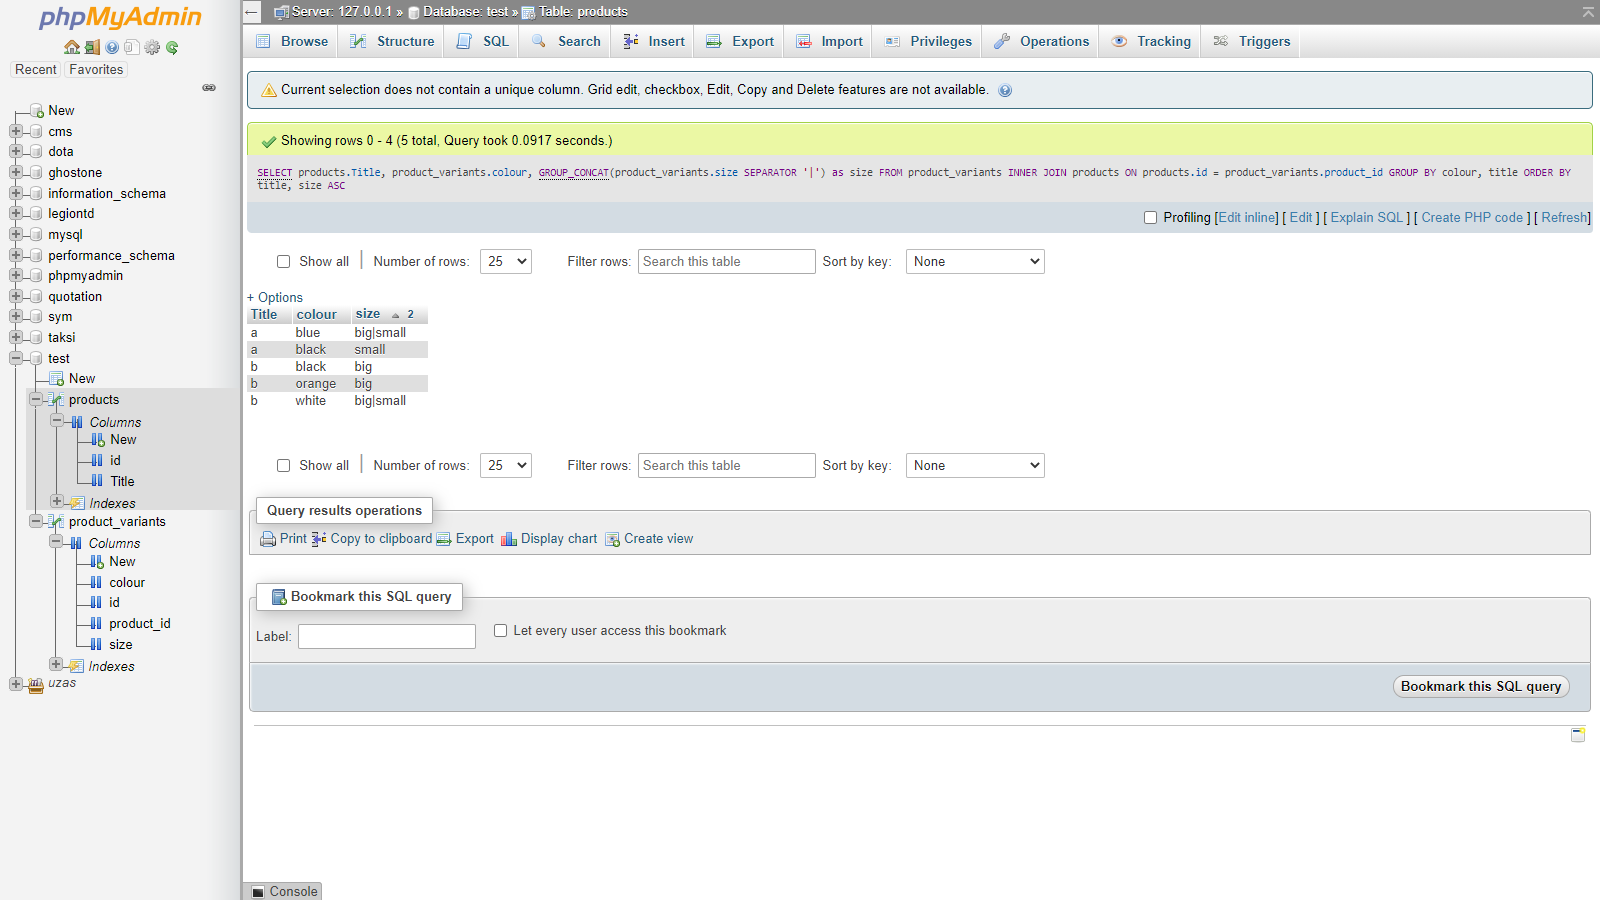 phpMyAdmin
Recent Favorites
New
cms
dota
ghostone
information_schema
legiontd
mysql
performance_schema
phpmyadmin
quotation
sym
taksi
test
New
products
Columns
New
id
Title
Indexes
product_variants
Columns
New
colour
id
product_id
size
Indexes
uzas
Server: 127.0.0.1 » Database: test » Table: products
Browse Structure SQL Search Insert Export Import Privileges Operations Tracking Triggers
Current selection does not contain a unique column. Grid edit, checkbox, Edit, Copy and Delete features are not available.
Showing rows 0 - 4 (5 total, Query took 0.0917 seconds.)
SELECT products.Title, product_variants.colour, GROUP_CONCAT(product_variants.size SEPARATOR '|') as size FROM product_variants INNER JOIN products ON products.id = product_variants.product_id GROUP BY colour, title ORDER BY
title, size ASC
Profiling [Edit inline] [ Edit ] [ Explain SQL ] [ Create PHP code ] [ Refresh]
Show all Number of rows: 25 Filter rows: Search this table Sort by key: None
+ Options
Title colour size 2
a blue big|small
a black small
b black big
b orange big
b white big|small
Show all Number of rows: 25 Filter rows: Search this table Sort by key: None
Query results operations
Print Copy to clipboard Export Display chart Create view
Bookmark this SQL query
Label: Let every user access this bookmark
Bookmark this SQL query
Console